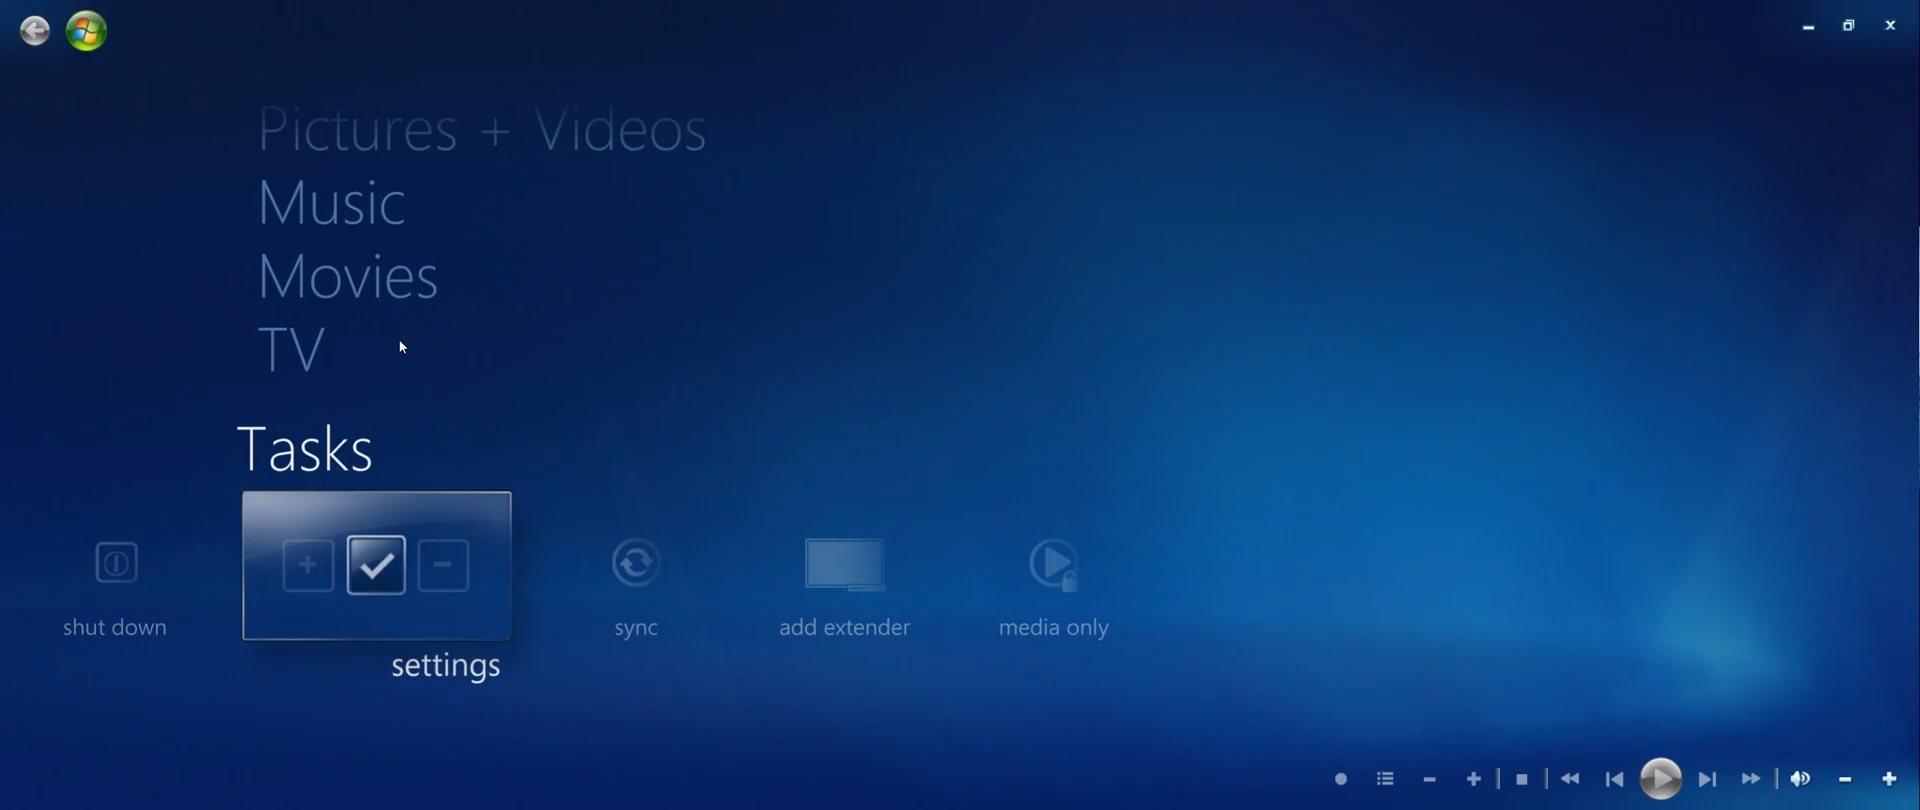 Pictures + Videos
Music
Movies
TV
Tasks
shut down
settings
sync
add extender
media only